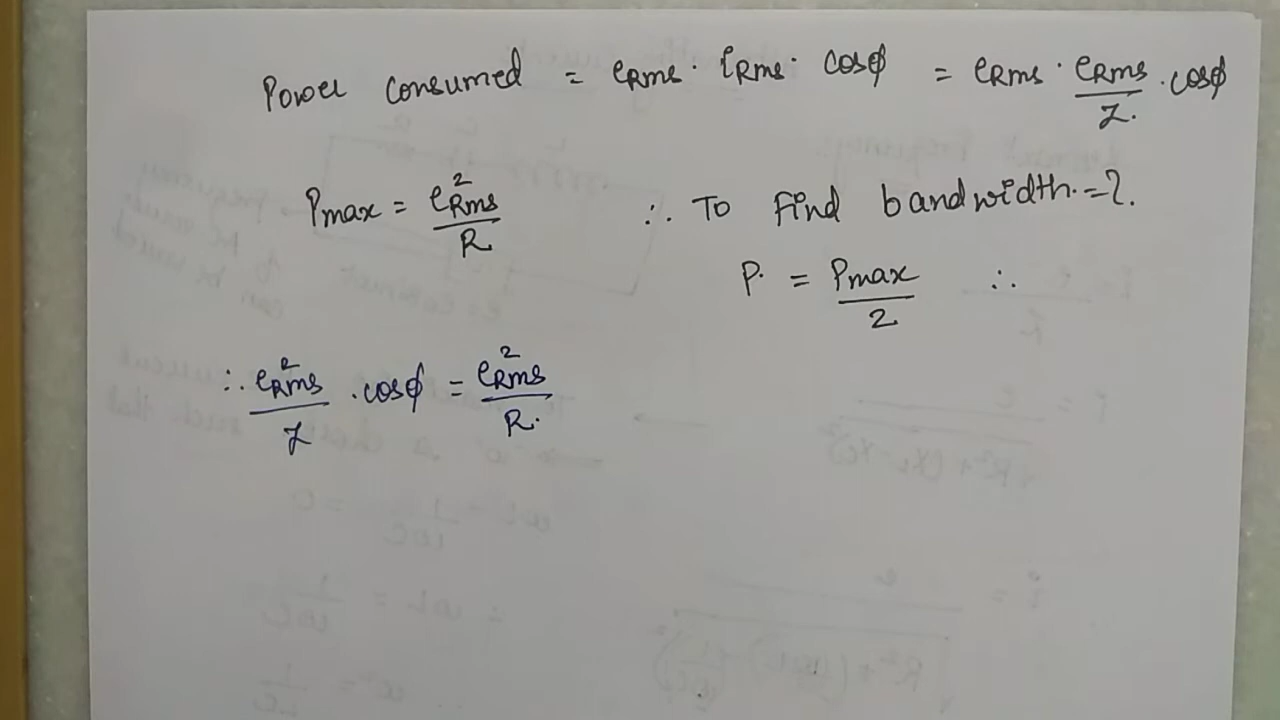 Power consumed = eRms · iRms · cosϕ = eRms · eRms/Z · cosϕ
Pmax = e²Rms/R ∴ To find bandwidth = ?.
P = Pmax/2 ∴
∴ e²Rms/Z · cosϕ = e²Rms/R